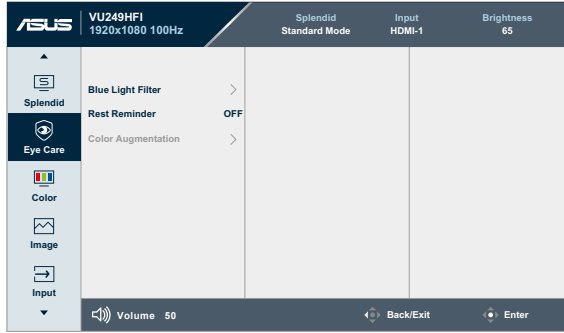 ASUS
VU249HFI
1920x1080 100Hz
Splendid
Standard Mode
Input
HDMI-1
Brightness
65
Splendid
Eye Care
Color
Image
Input
Blue Light Filter
Rest Reminder OFF
Color Augmentation
Volume 50
Back/Exit
Enter